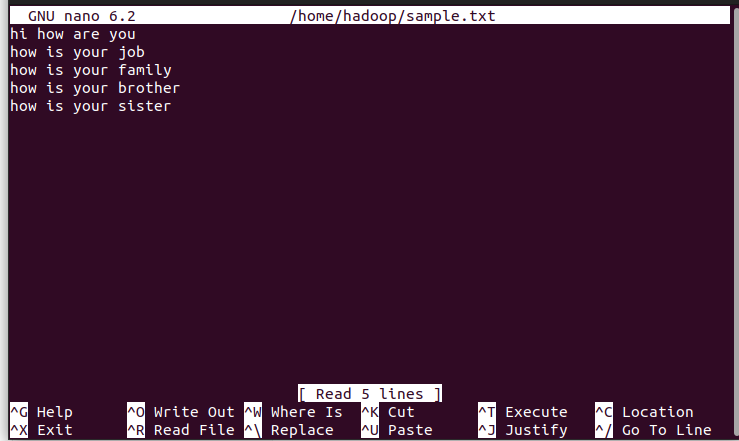 GNU nano 6.2 /home/hadoop/sample.txt
hi how are you
how is your job
how is your family
how is your brother
how is your sister
[ Read 5 lines ]
^G Help ^O Write Out ^W Where Is ^K Cut ^T Execute ^C Location
^X Exit ^R Read File ^\ Replace ^U Paste ^J Justify ^/ Go To Line